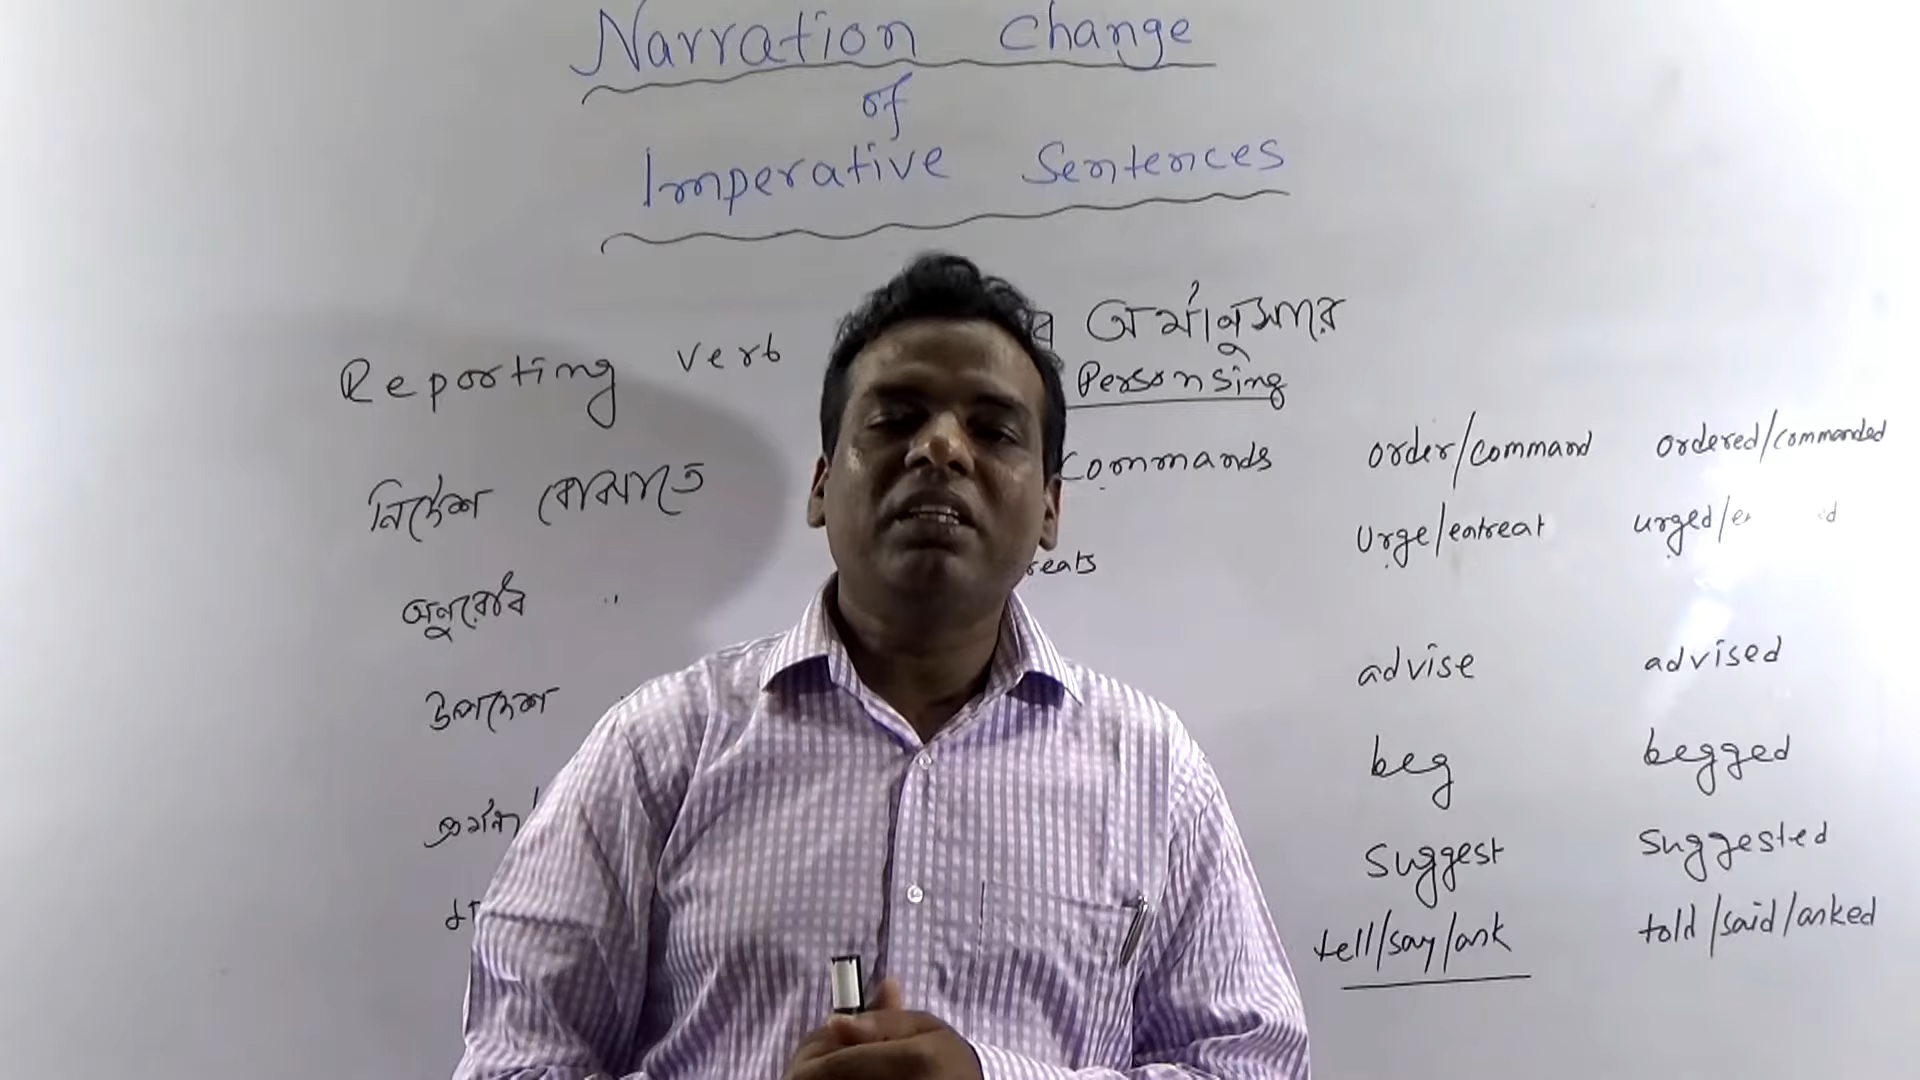 Narration Change
of
Imperative Sentences
Reporting verb র অর্থানুসারে
Person sing
নির্দেশ বোঝাতে Commands order/command ordered/commanded
অনুরোধ " reats Urge/entreat urged/
উপদেশ advise advised
beg begged
suggest suggested
tell/say/ask told/said/asked